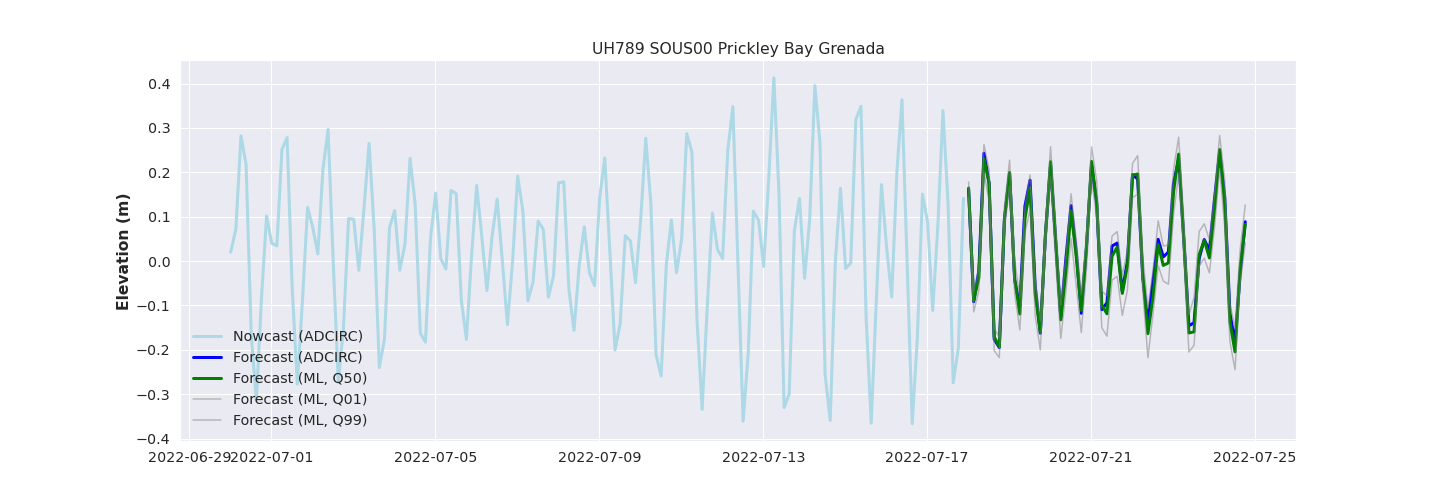 UH789 SOUS00 Prickley Bay Grenada
Elevation (m)
0.4
0.3
0.2
0.1
0.0
−0.1
−0.2
−0.3
−0.4
Nowcast (ADCIRC)
Forecast (ADCIRC)
Forecast (ML, Q50)
Forecast (ML, Q01)
Forecast (ML, Q99)
2022-06-29 2022-07-01 2022-07-05 2022-07-09 2022-07-13 2022-07-17 2022-07-21 2022-07-25